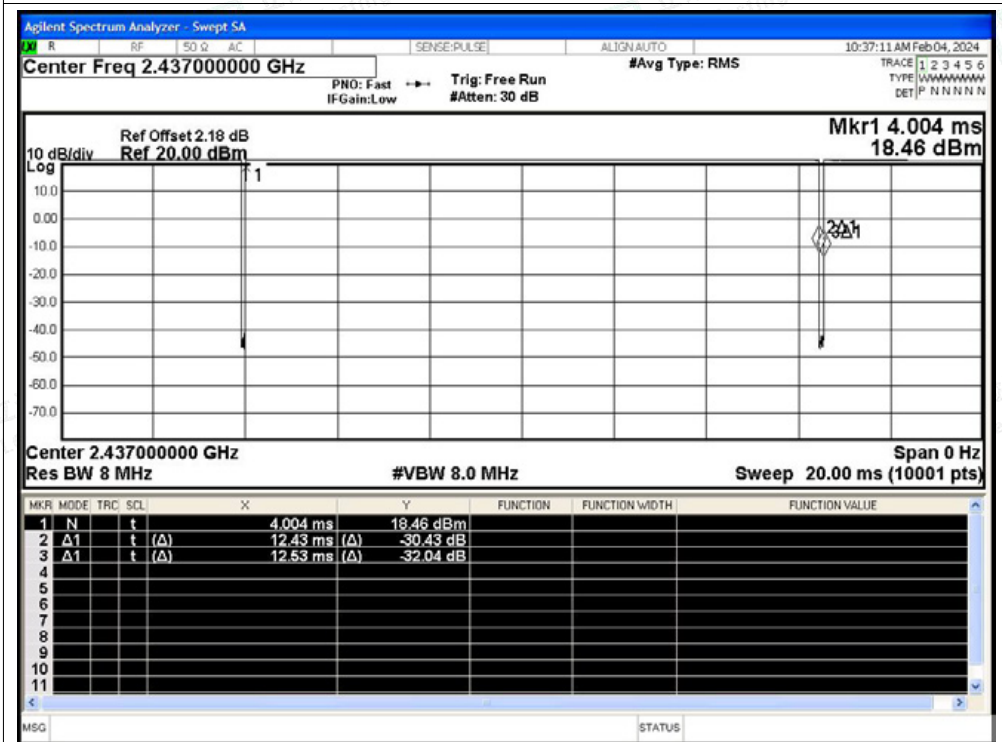 Agilent Spectrum Analyzer - Swept SA
LXI R RF 50 Ω AC SENSE:PULSE ALIGN AUTO 10:37:11 AM Feb 04, 2024
Center Freq 2.437000000 GHz
#Avg Type: RMS
TRACE 1 2 3 4 5 6
PNO: Fast Trig: Free Run
TYPE WWWWWW
IFGain:Low #Atten: 30 dB
DET P N N N N N
Mkr1 4.004 ms
Ref Offset 2.18 dB
10 dB/div Ref 20.00 dBm 18.46 dBm
Log
1
10.0
0.00
2Δ1
3Δ1
-10.0
-20.0
-30.0
-40.0
-50.0
-60.0
-70.0
Center 2.437000000 GHz Span 0 Hz
Res BW 8 MHz #VBW 8.0 MHz Sweep 20.00 ms (10001 pts)
MKR MODE TRC SCL X Y FUNCTION FUNCTION WIDTH FUNCTION VALUE
1 N t 4.004 ms 18.46 dBm
2 Δ1 t (Δ) 12.43 ms (Δ) -30.43 dB
3 Δ1 t (Δ) 12.53 ms (Δ) -32.04 dB
4
5
6
7
8
9
10
11
MSG STATUS